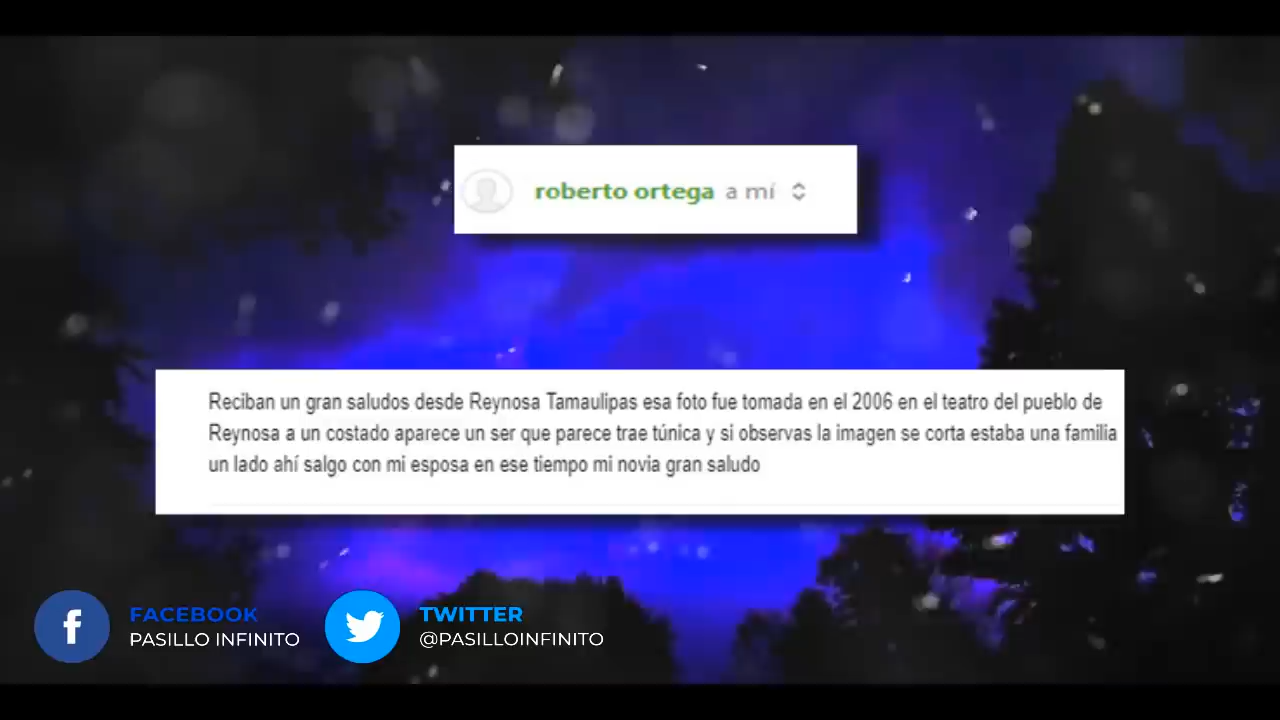 roberto ortega a mí
Reciban un gran saludos desde Reynosa Tamaulipas esa foto fue tomada en el 2006 en el teatro del pueblo de
Reynosa a un costado aparece un ser que parece trae túnica y si observas la imagen se corta estaba una familia
un lado ahí salgo con mi esposa en ese tiempo mi novia gran saludo
FACEBOOK
PASILLO INFINITO
TWITTER
@PASILLOINFINITO